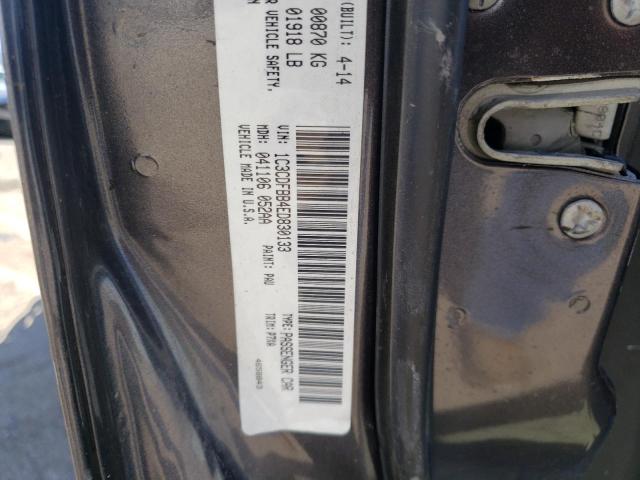 (BUILT): 4-14
00870 KG
01918 LB
R VEHICLE SAFETY,
VIN: 1C3CDFBB4ED830133
MDH: 041106 052AA
VEHICLE MADE IN U.S.A.
PAINT: PAU
TYPE: PASSENGER CAR
TRIM: P7XA